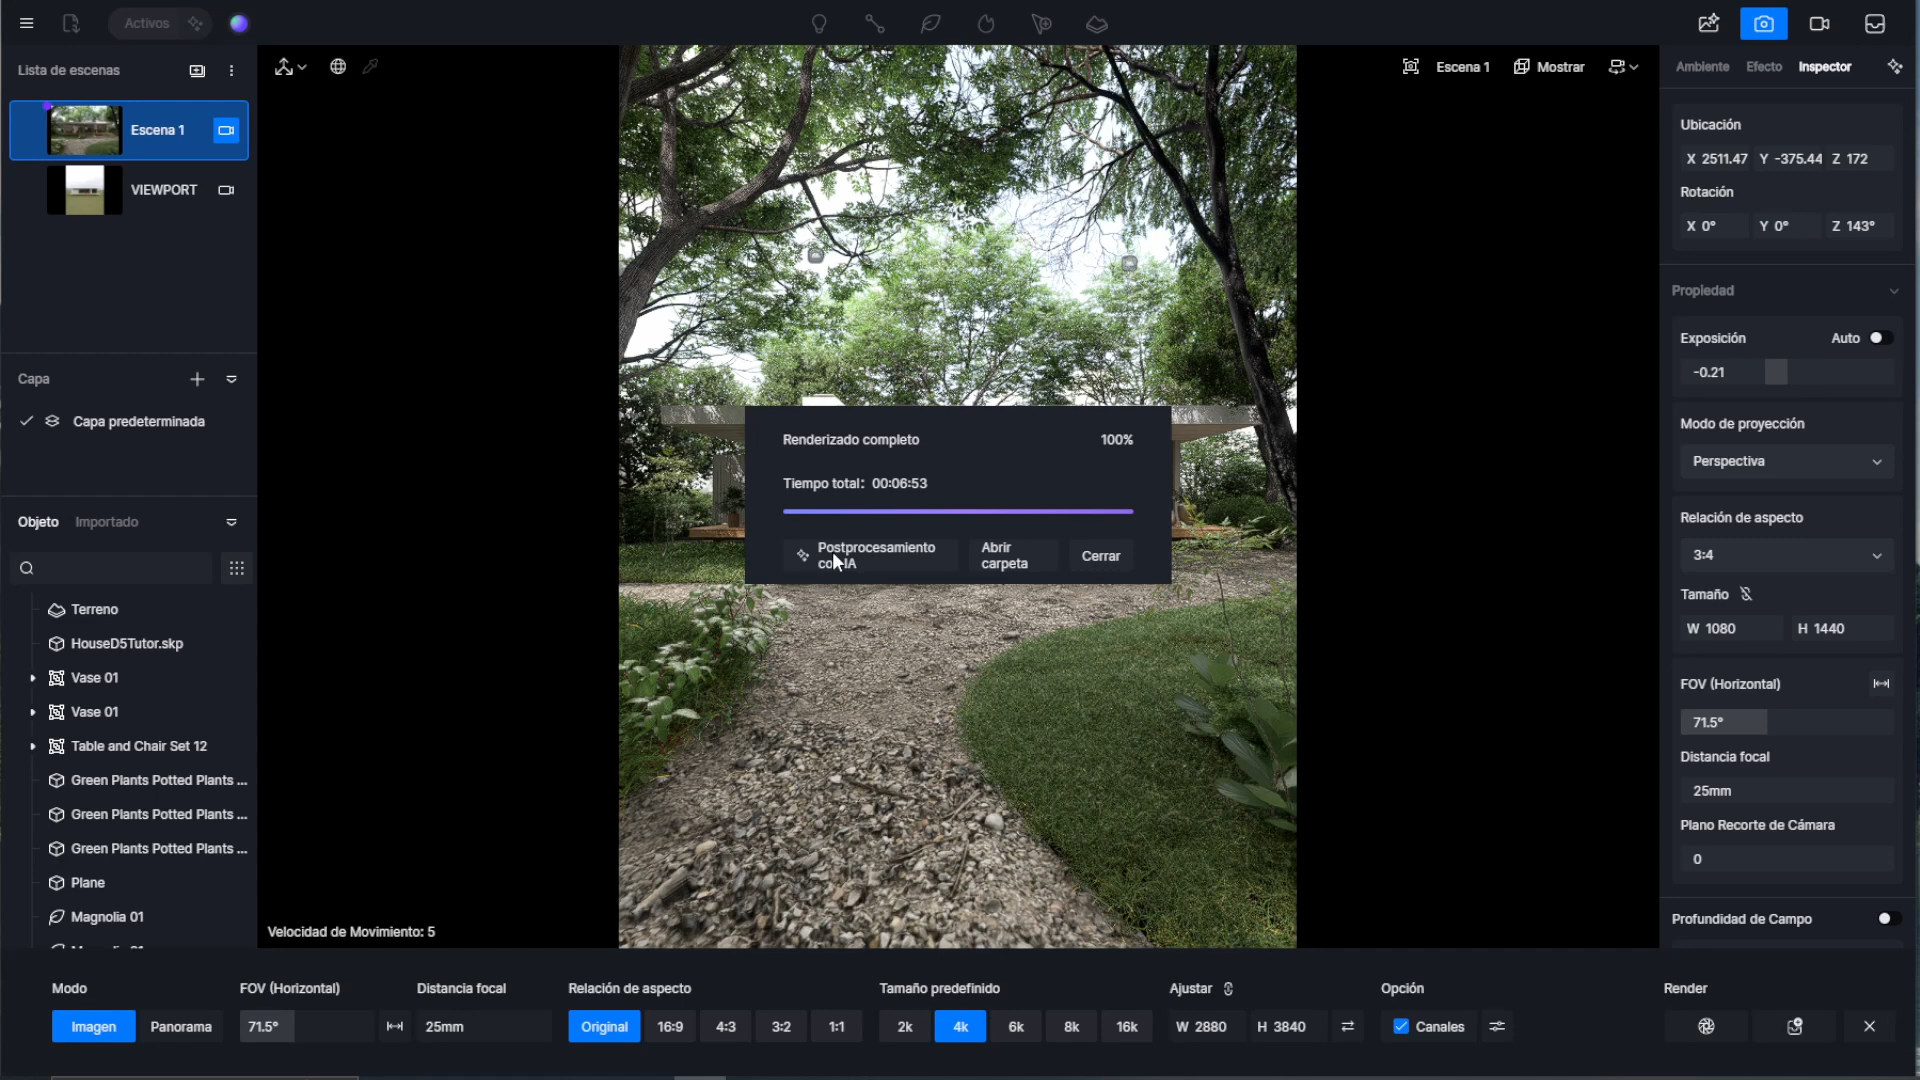 Activos
Lista de escenas
Escena 1
VIEWPORT
Capa
Capa predeterminada
Objeto Importado
Terreno
HouseD5Tutor.skp
Vase 01
Vase 01
Table and Chair Set 12
Green Plants Potted Plants ...
Green Plants Potted Plants ...
Green Plants Potted Plants ...
Plane
Magnolia 01
Escena 1 Mostrar
Renderizado completo 100%
Tiempo total: 00:06:53
Postprocesamiento
con IA
Abrir
carpeta
Cerrar
Velocidad de Movimiento: 5
Ambiente Efecto Inspector
Ubicación
X 2511.47 Y -375.44 Z 172
Rotación
X 0° Y 0° Z 143°
Propiedad
Exposición Auto
-0.21
Modo de proyección
Perspectiva
Relación de aspecto
3:4
Tamaño
W 1080 H 1440
FOV (Horizontal)
71.5°
Distancia focal
25mm
Plano Recorte de Cámara
0
Profundidad de Campo
Modo FOV (Horizontal) Distancia focal Relación de aspecto Tamaño predefinido Ajustar Opción Render
Imagen Panorama 71.5° 25mm Original 16:9 4:3 3:2 1:1 2k 4k 6k 8k 16k W 2880 H 3840 Canales